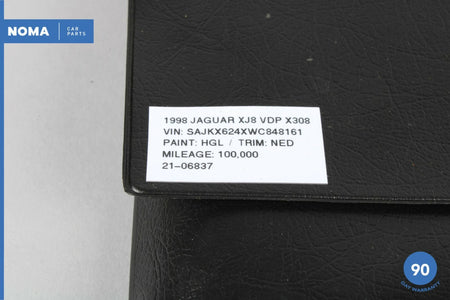 NOMA CAR
PARTS
1998 JAGUAR XJ8 VDP X308
VIN: SAJKX624XWC848161
PAINT: HGL / TRIM: NED
MILEAGE: 100,000
21-06837
90
DAY WARRANTY